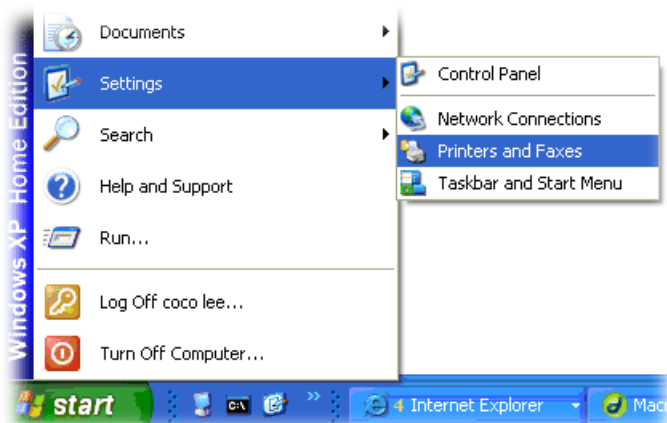 Documents
Settings
Search
Help and Support
Run...
Log Off coco lee...
Turn Off Computer...
Windows XP Home Edition
Control Panel
Network Connections
Printers and Faxes
Taskbar and Start Menu
start
C:\
»
4 Internet Explorer
Mac